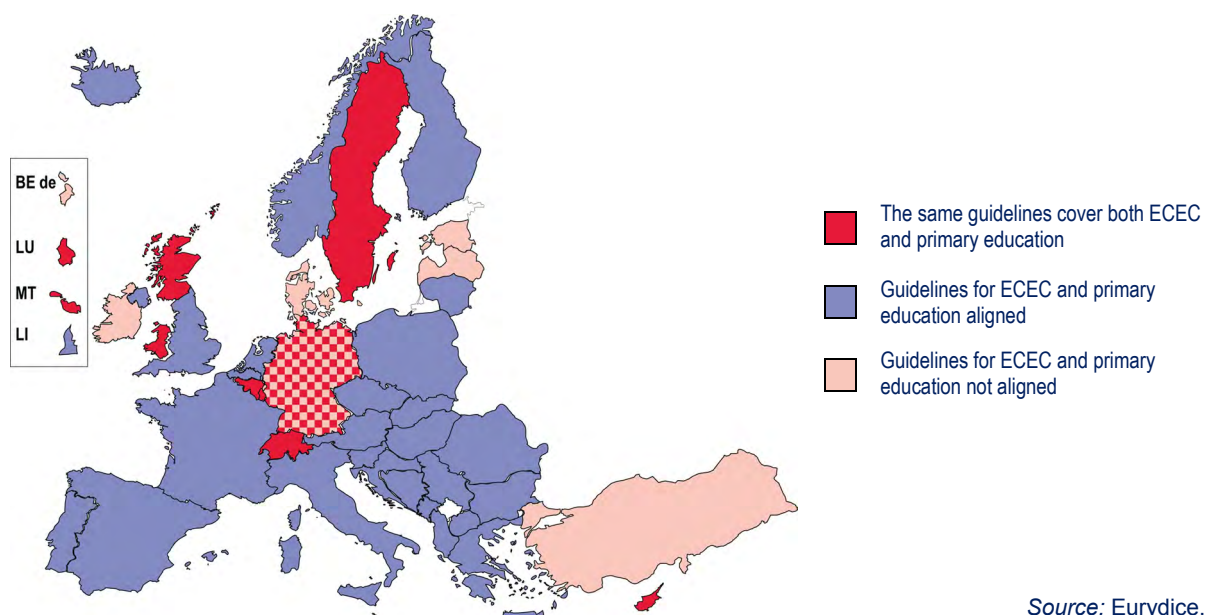 BE de
LU
MT
LI
The same guidelines cover both ECEC
and primary education
Guidelines for ECEC and primary
education aligned
Guidelines for ECEC and primary
education not aligned
Source: Eurydice.